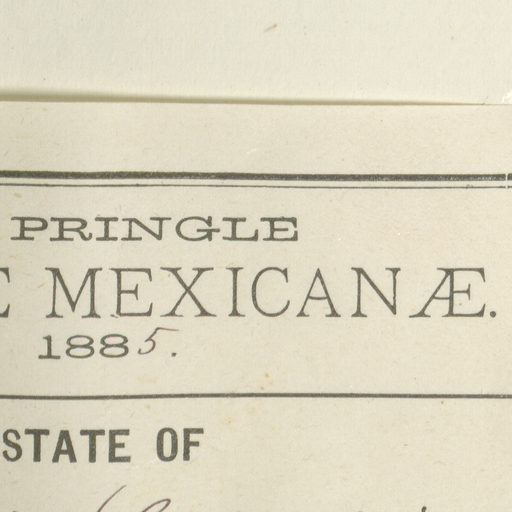 PRINGLE
E MEXICANÆ.
1885.
STATE OF